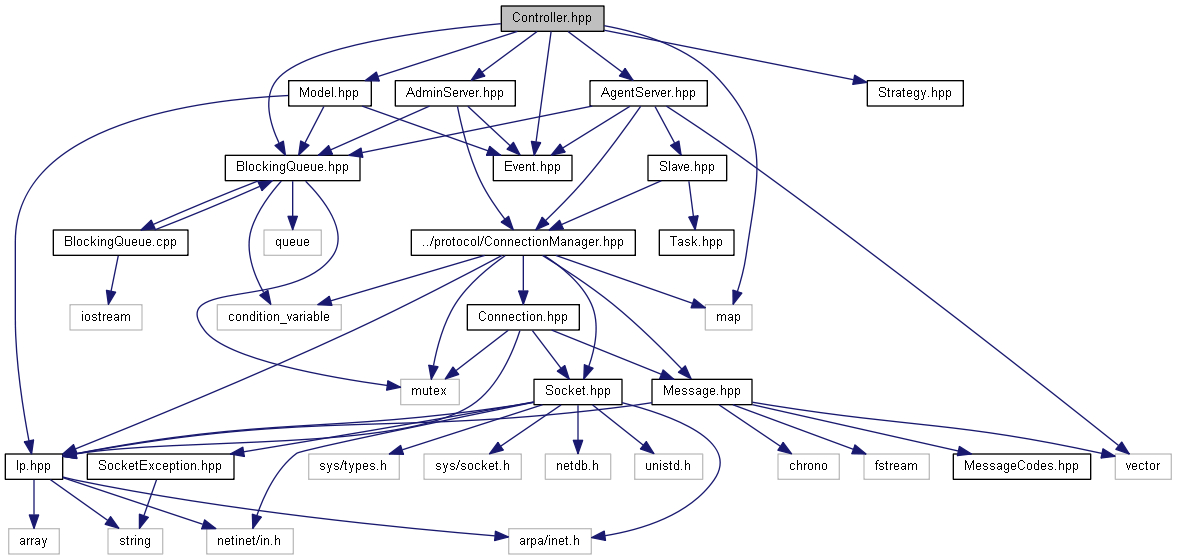 Controller.hpp
Model.hpp
AdminServer.hpp
AgentServer.hpp
Strategy.hpp
BlockingQueue.hpp
Event.hpp
Slave.hpp
BlockingQueue.cpp
queue
../protocol/ConnectionManager.hpp
Task.hpp
iostream
condition_variable
Connection.hpp
map
mutex
Socket.hpp
Message.hpp
Ip.hpp
SocketException.hpp
sys/types.h
sys/socket.h
netdb.h
unistd.h
chrono
fstream
MessageCodes.hpp
vector
array
string
netinet/in.h
arpa/inet.h